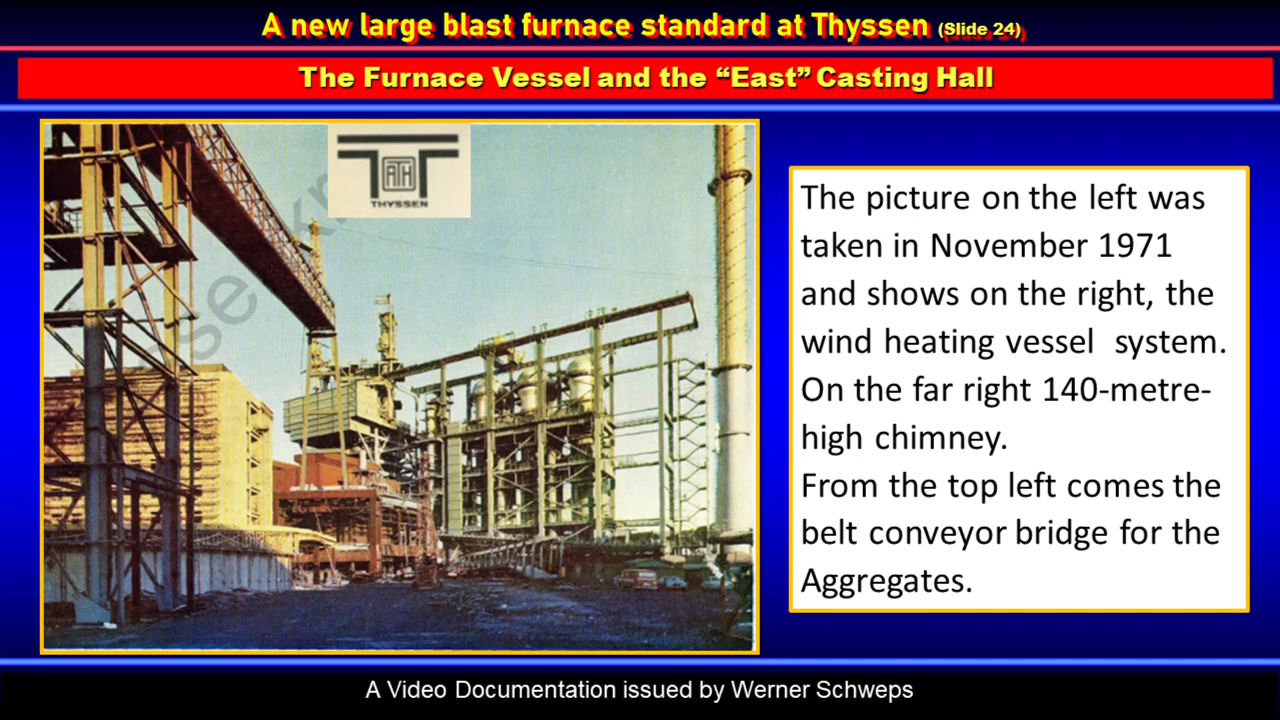 A new large blast furnace standard at Thyssen (Slide 24)
The Furnace Vessel and the “East” Casting Hall
ATH
THYSSEN
The picture on the left was
taken in November 1971
and shows on the right, the
wind heating vessel system.
On the far right 140-metre-
high chimney.
From the top left comes the
belt conveyor bridge for the
Aggregates.
A Video Documentation issued by Werner Schweps